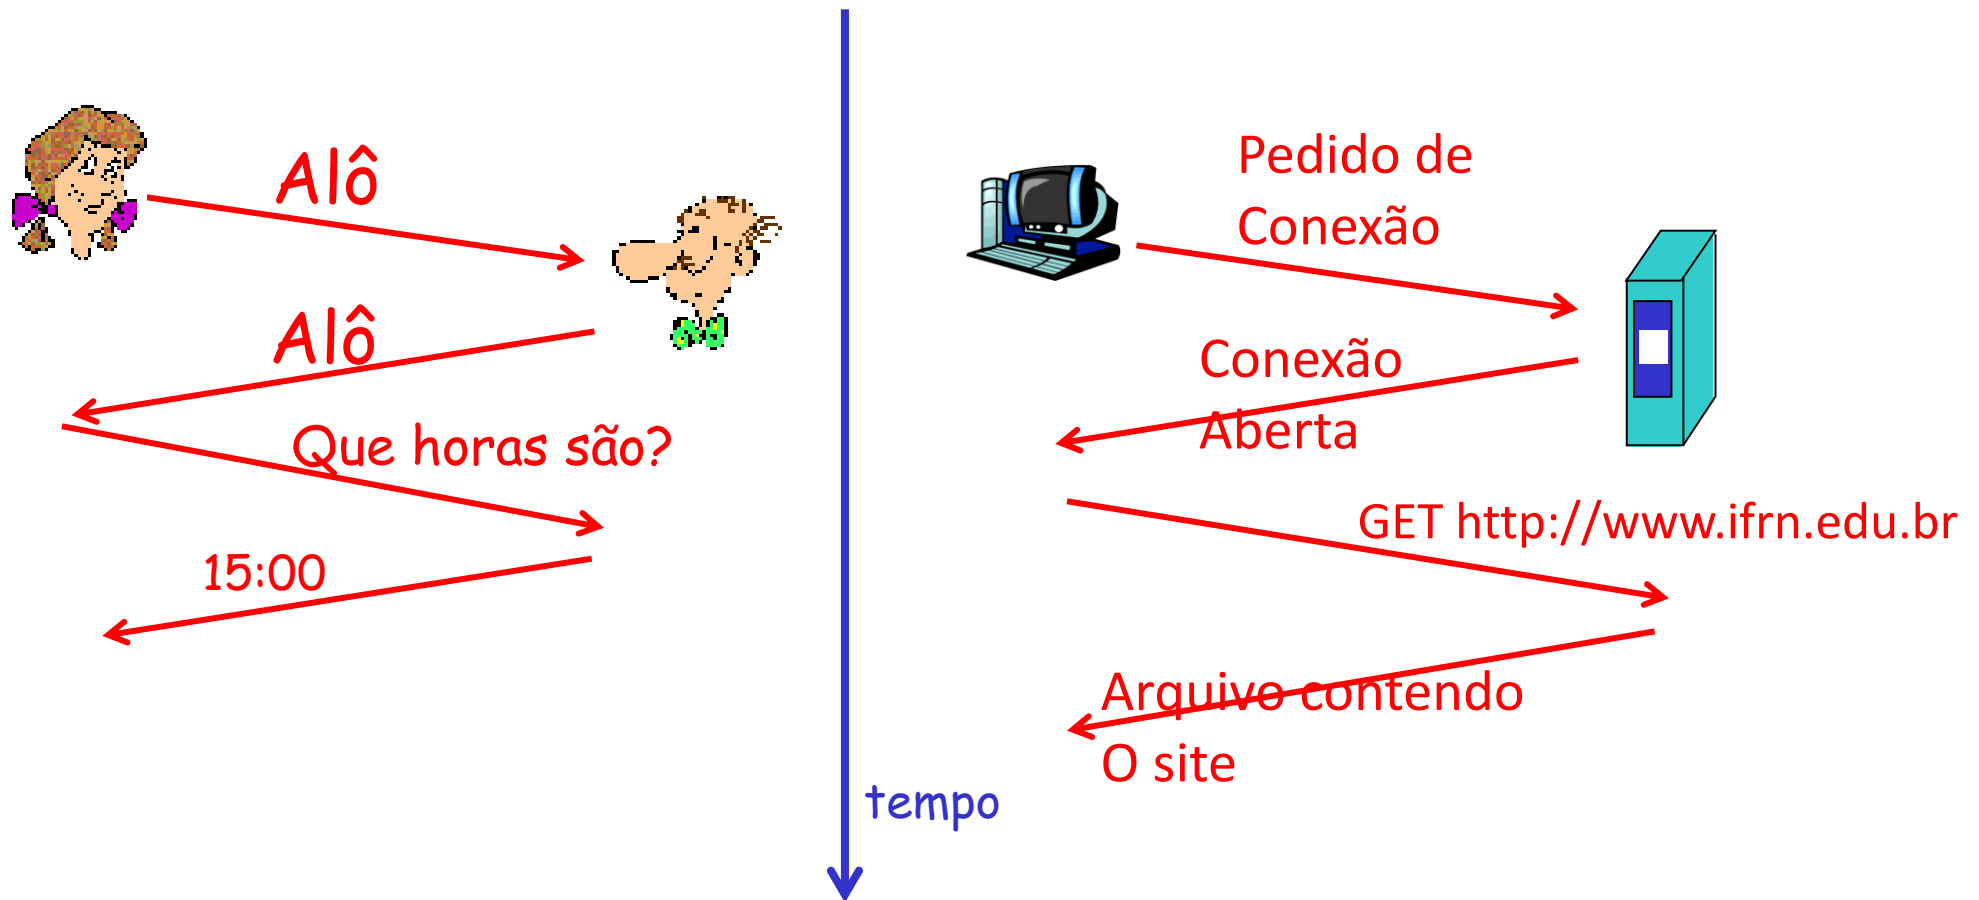 Alô
Alô
Que horas são?
15:00
tempo
Pedido de
Conexão
Conexão
Aberta
GET http://www.ifrn.edu.br
Arquivo contendo
O site